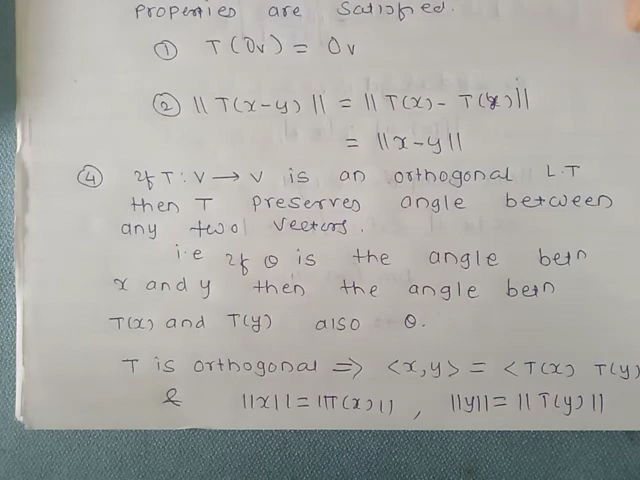 properties are satisfied.
① T(0v) = 0v
② ||T(x-y)|| = ||T(x) - T(y)||
= ||x-y||
④ If T: V → V is an orthogonal L.T
then T preserves angle between
any two vectors.
i.e If θ is the angle betn
x and y then the angle betn
T(x) and T(y) also θ.
T is orthogonal ⇒ <x,y> = <T(x) T(y)
& ||x|| = ||T(x)||, ||y|| = ||T(y)||